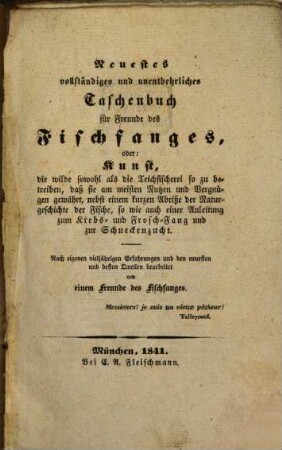 Neuestes
vollständiges und unentbehrliches
Taschenbuch
für Freunde des
Fischfanges,
oder:
Kunst,
die wilde sowohl als die Teichfischerei so zu be-
treiben, daß sie am meisten Nutzen und Vergnü-
gen gewährt, nebst einem kurzen Abriße der Natur-
geschichte der Fische, so wie auch einer Anleitung
zum Krebs- und Frosch-Fang und
zur Schneckenzucht.
Nach eigenen vieljährigen Erfahrungen und den neuesten
und besten Quellen bearbeitet
von
einem Freunde des Fischfanges.
Messieurs! je suis un vieux pécheur!
Talleyrand.
München, 1841.
Bei E. A. Fleischmann.